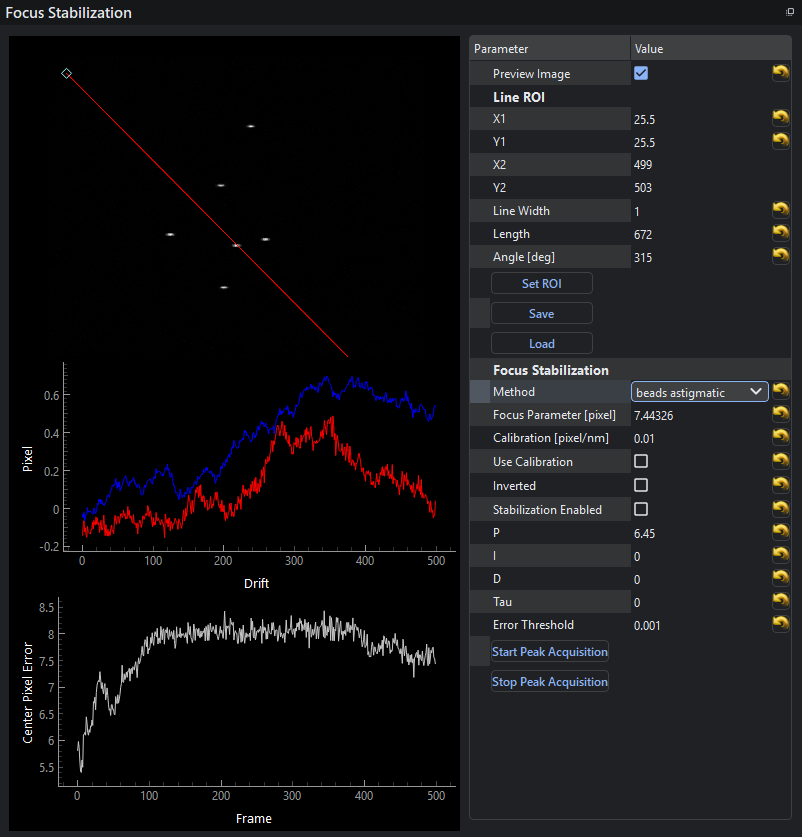 Focus Stabilization
Parameter Value
Preview Image
Line ROI
X1 25.5
Y1 25.5
X2 499
Y2 503
Line Width 1
Length 672
Angle [deg] 315
Set ROI
Save
Load
Focus Stabilization
Method beads astigmatic
Focus Parameter [pixel] 7.44326
Calibration [pixel/nm] 0.01
Use Calibration
Inverted
Stabilization Enabled
P 6.45
I 0
D 0
Tau 0
Error Threshold 0.001
Start Peak Acquisition
Stop Peak Acquisition
Pixel
0.6
0.4
0.2
0
-0.2
0 100 200 300 400 500
Drift
Center Pixel Error
8.5
8
7.5
7
6.5
6
5.5
0 100 200 300 400 500
Frame